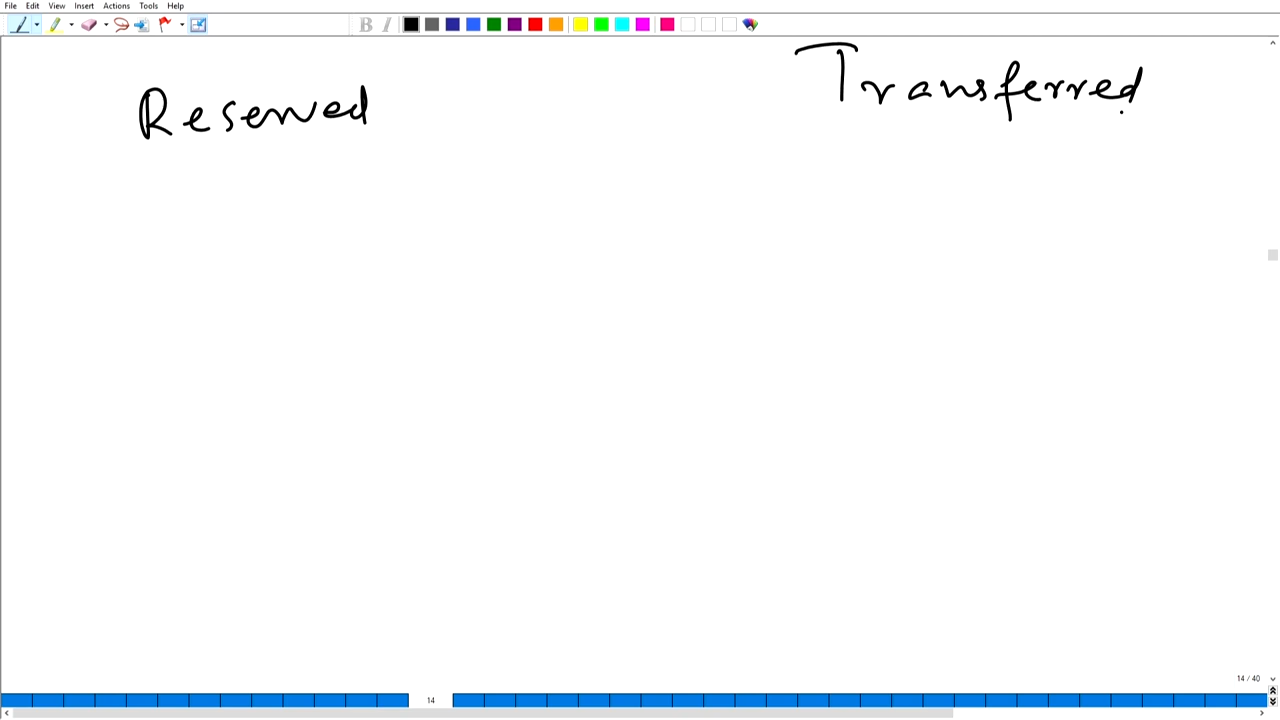 File Edit View Insert Actions Tools Help
B I
Reserved Transferred
14 / 40
14